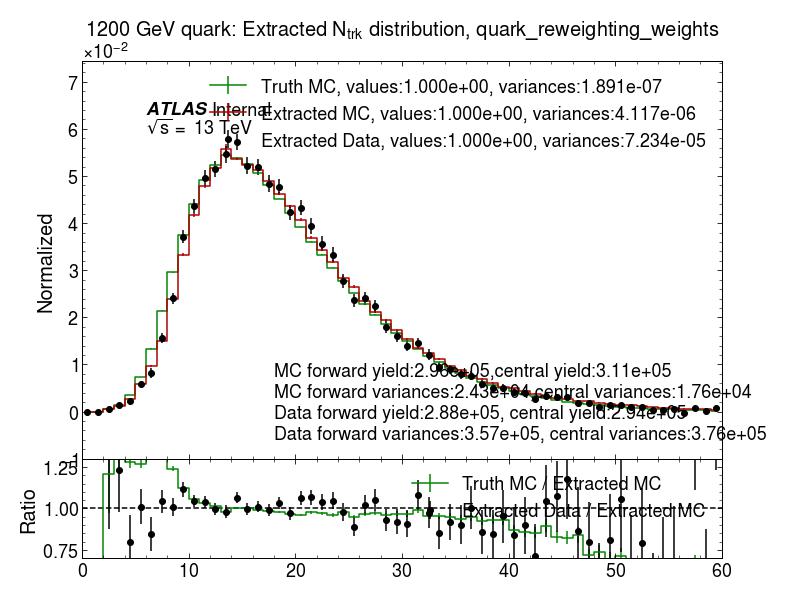 1200 GeV quark: Extracted Ntrk distribution, quark_reweighting_weights
×10−2
Truth MC, values:1.000e+00, variances:1.891e-07
ATLAS Internal
Extracted MC, values:1.000e+00, variances:4.117e-06
√s = 13 TeV
Extracted Data, values:1.000e+00, variances:7.234e-05
Normalized
7
6
5
4
3
2
1
0
MC forward yield:2.96e+05,central yield:3.11e+05
MC forward variances:2.43e+04,central variances:1.76e+04
Data forward yield:2.88e+05, central yield:2.94e+05
Data forward variances:3.57e+05, central variances:3.76e+05
Ratio
1.25
1.00
0.75
Truth MC / Extracted MC
Extracted Data / Extracted MC
0 10 20 30 40 50 60